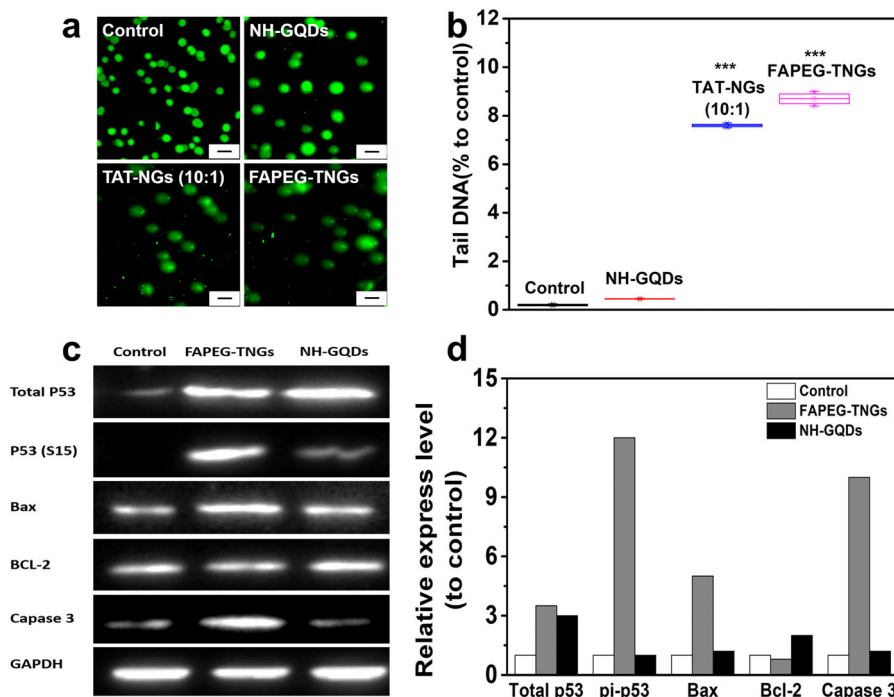 a
Control
NH-GQDs
TAT-NGs (10:1)
FAPEG-TNGs
b
Tail DNA(% to control)
12
10
8
6
4
2
0
Control
NH-GQDs
***
TAT-NGs
(10:1)
***
FAPEG-TNGs
c
Control FAPEG-TNGs NH-GQDs
Total P53
P53 (S15)
Bax
BCL-2
Capase 3
GAPDH
d
Relative express level
(to control)
15
12
9
6
3
0
Control
FAPEG-TNGs
NH-GQDs
Total p53 pi-p53 Bax Bcl-2 Capase 3